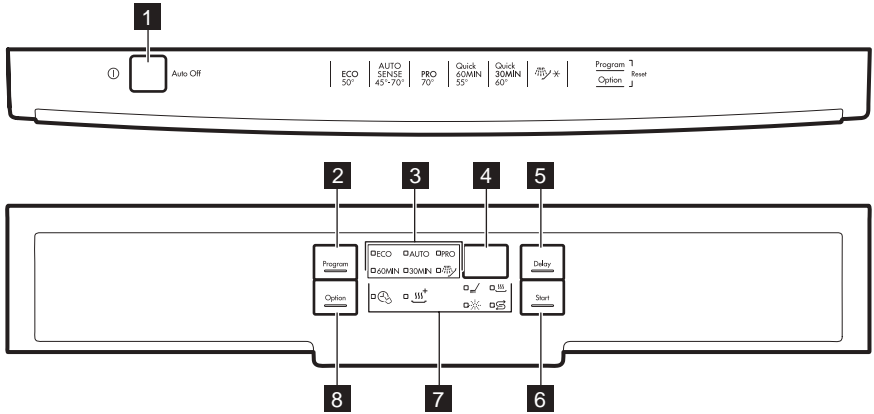 1
Auto Off
ECO 50°
AUTO SENSE 45°-70°
PRO 70°
Quick 60MIN 55°
Quick 30MIN 60°
Program
Option
Reset
2
3
4
5
Program
ECO AUTO PRO
60MIN 30MIN
Delay
Option
Start
8
7
6